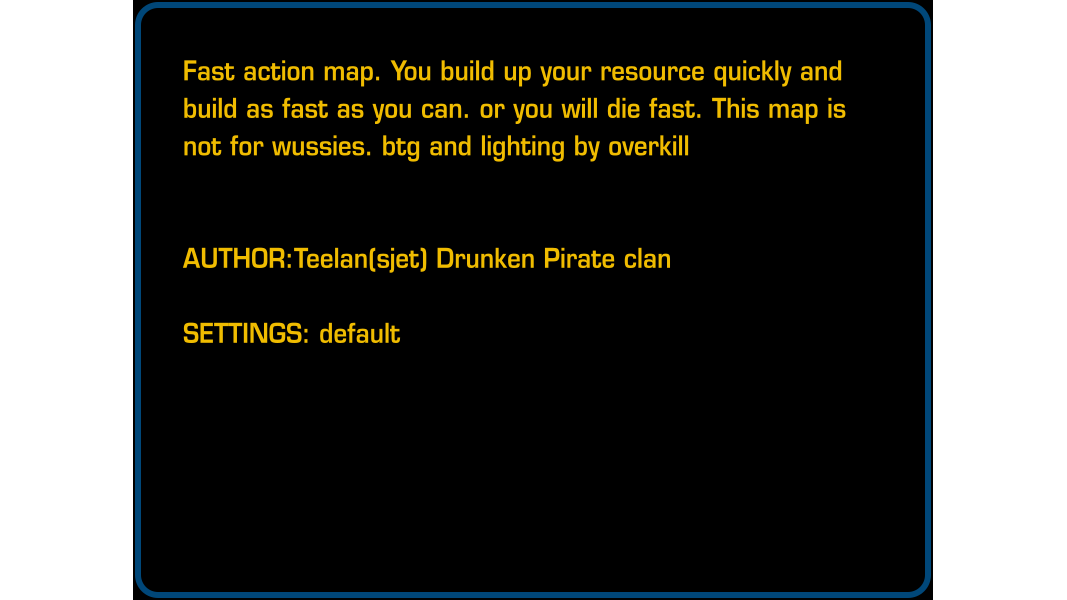 Fast action map. You build up your resource quickly and
build as fast as you can. or you will die fast. This map is
not for wussies. btg and lighting by overkill
AUTHOR:Teelan(sjet) Drunken Pirate clan
SETTINGS: default